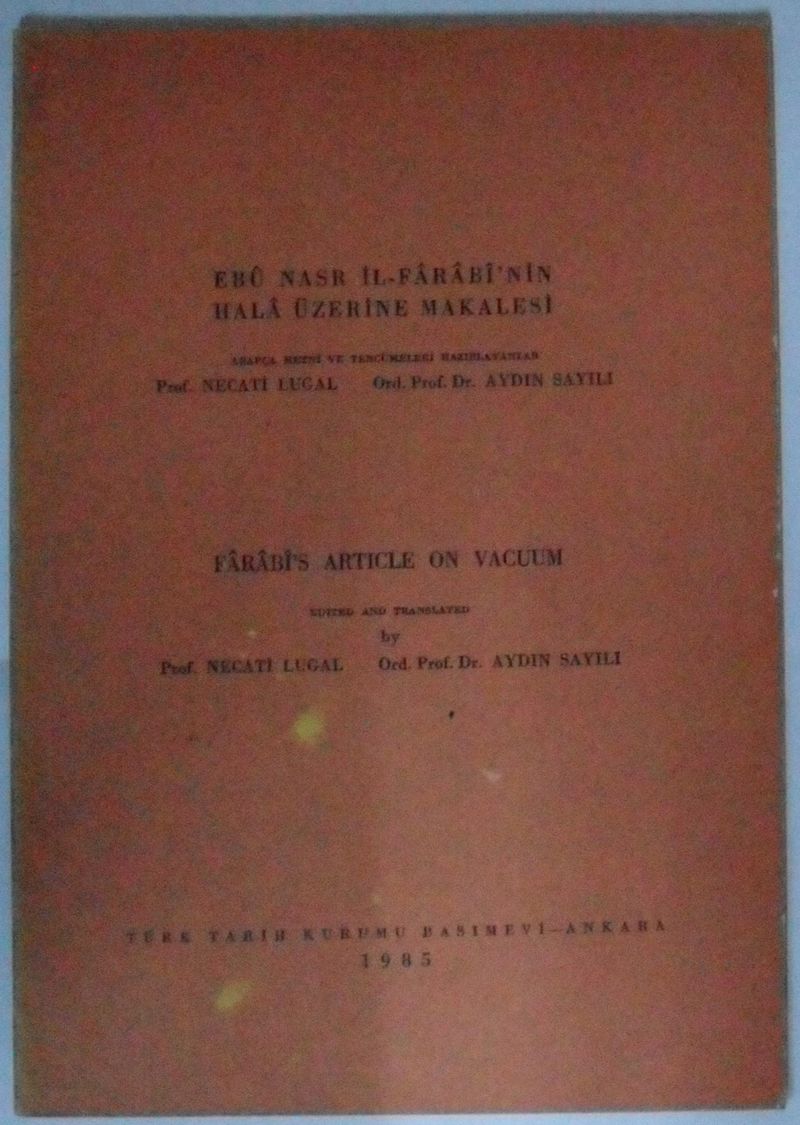 EBÛ NASR İL-FÂRÂBÎ'NİN
HALÂ ÜZERİNE MAKALESİ
ARAPÇA METNİ VE TERCÜMELERİ HAZIRLAYANLAR
Prof. NECATİ LUGAL Ord. Prof. Dr. AYDIN SAYILI
FÂRÂBÎ'S ARTICLE ON VACUUM
EDITED AND TRANSLATED
by
Prof. NECATİ LUGAL Ord. Prof. Dr. AYDIN SAYILI
TÜRK TARİH KURUMU BASIMEVİ—ANKARA
1985